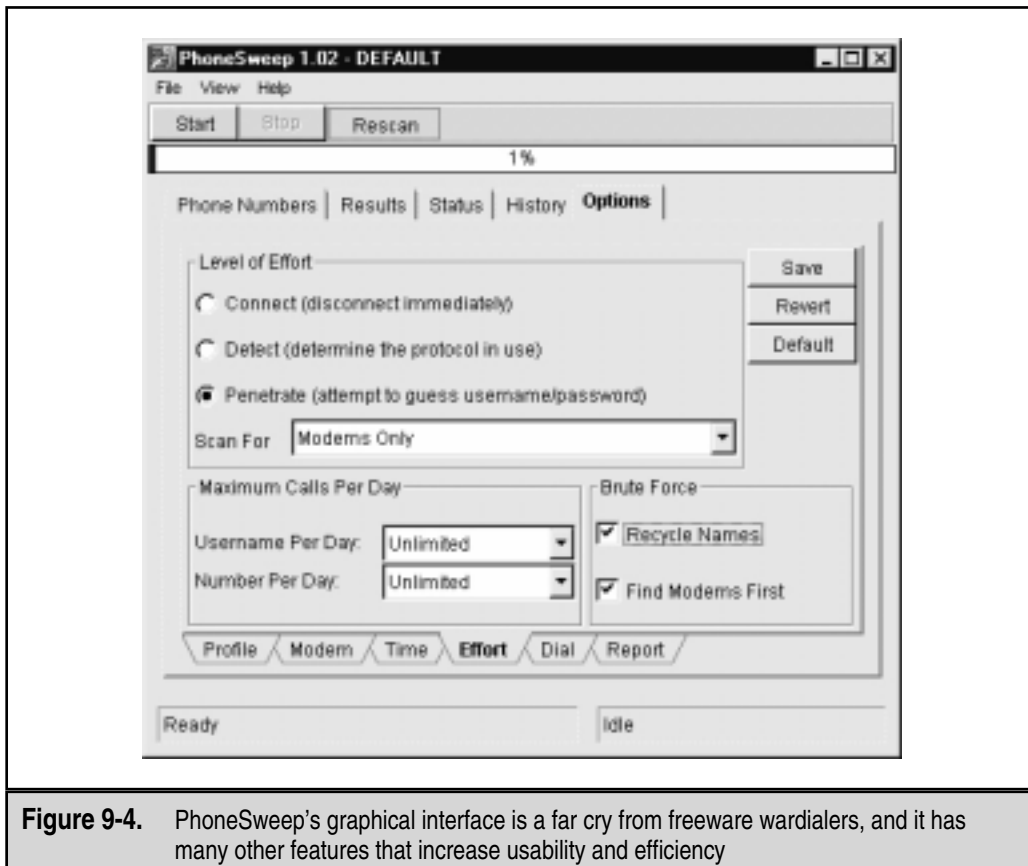 PhoneSweep 1.02 - DEFAULT
File View Help
Start Stop Rescan
1%
Phone Numbers Results Status History Options
Level of Effort
Save
Connect (disconnect immediately)
Revert
Detect (determine the protocol in use)
Default
Penetrate (attempt to guess username/password)
Scan For Modems Only
Maximum Calls Per Day
Brute Force
Username Per Day: Unlimited
Recycle Names
Number Per Day: Unlimited
Find Modems First
Profile Modem Time Effort Dial Report
Ready Idle
Figure 9-4. PhoneSweep's graphical interface is a far cry from freeware wardialers, and it has
many other features that increase usability and efficiency